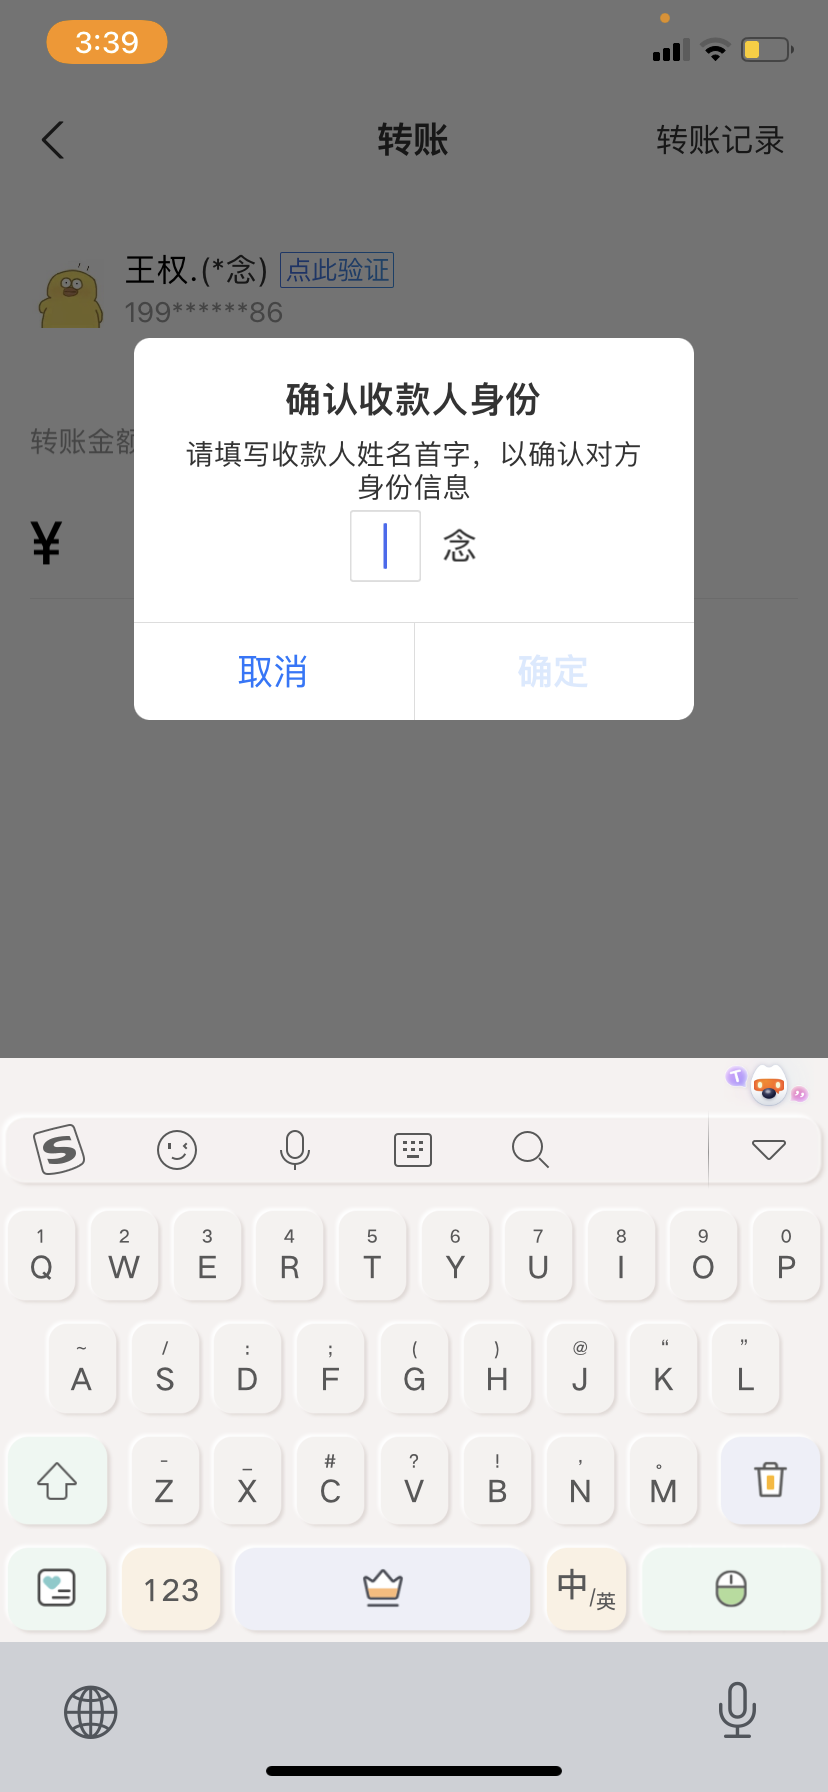 3:39
转账
转账记录
王权.(*念) 点此验证
199******86
转账金额
¥
确认收款人身份
请填写收款人姓名首字，以确认对方
身份信息
念
取消
确定
T
S
1 2 3 4 5 6 7 8 9 0
Q W E R T Y U I O P
~ / : ; ( ) @ “ ”
A S D F G H J K L
- _ # ? ! ' 。
Z X C V B N M
123
中/英